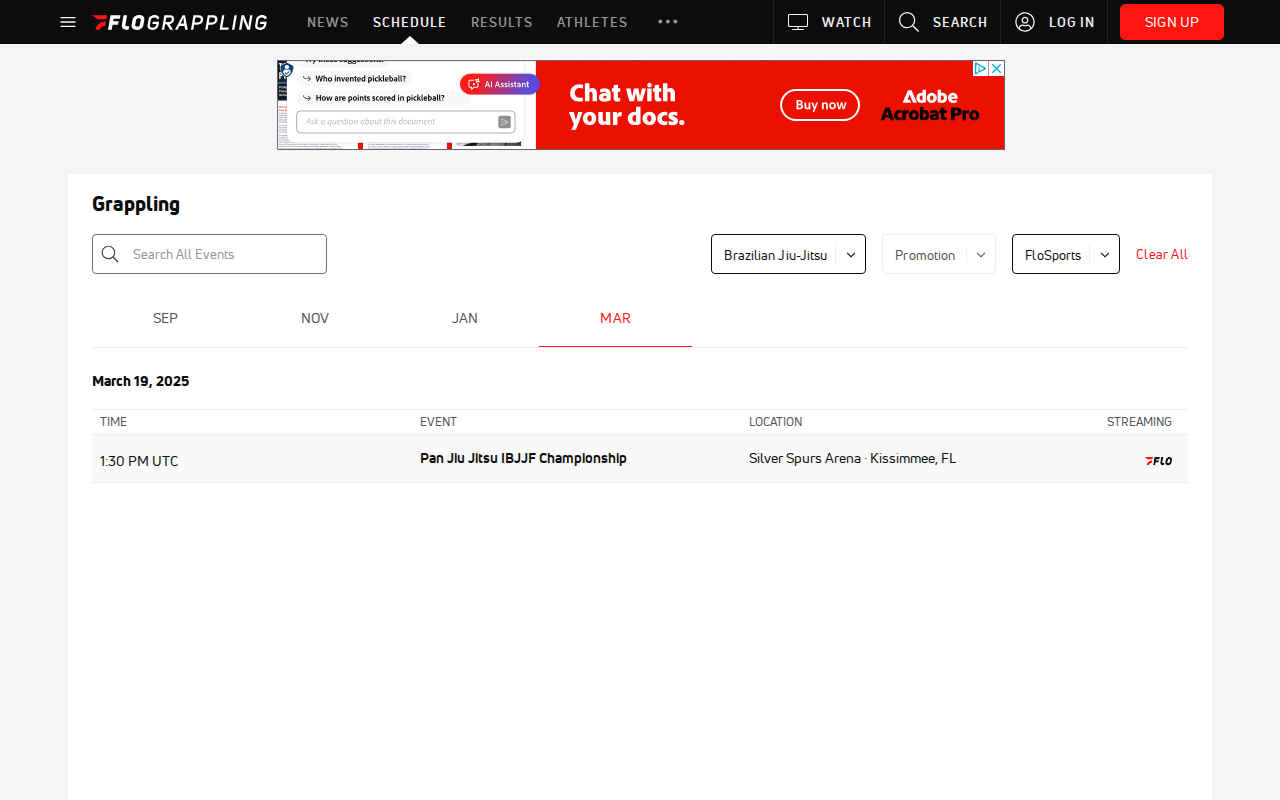 FLOGRAPPLING
NEWS
SCHEDULE
RESULTS
ATHLETES
WATCH
SEARCH
LOG IN
SIGN UP
Who invented pickleball?
How are points scored in pickleball?
Ask a question about this document
AI Assistant
Chat with
your docs.
Buy now
Adobe
Acrobat Pro
Grappling
Search All Events
Brazilian Jiu-Jitsu
Promotion
FloSports
Clear All
SEP
NOV
JAN
MAR
March 19, 2025
TIME
EVENT
LOCATION
STREAMING
1:30 PM UTC
Pan Jiu Jitsu IBJJF Championship
Silver Spurs Arena · Kissimmee, FL
FLO